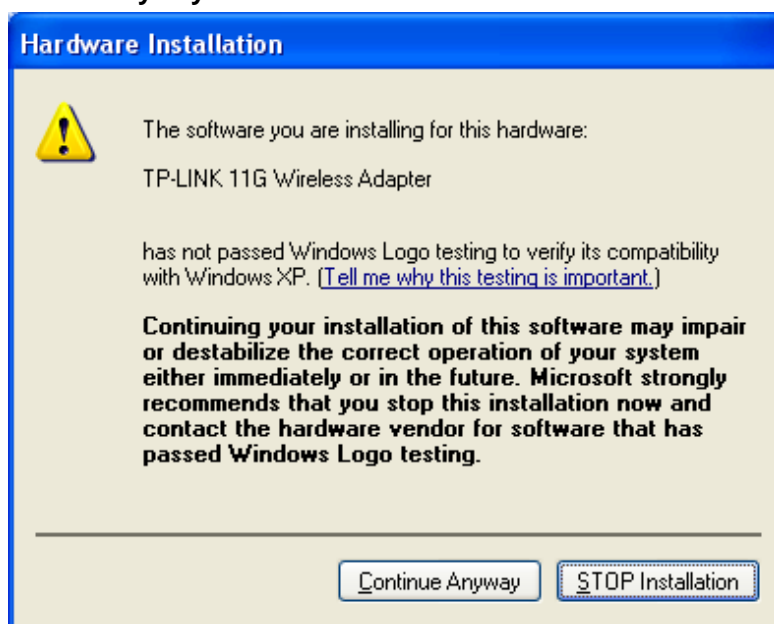 Hardware Installation
The software you are installing for this hardware:
TP-LINK 11G Wireless Adapter
has not passed Windows Logo testing to verify its compatibility
with Windows XP. (Tell me why this testing is important.)
Continuing your installation of this software may impair
or destabilize the correct operation of your system
either immediately or in the future. Microsoft strongly
recommends that you stop this installation now and
contact the hardware vendor for software that has
passed Windows Logo testing.
Continue Anyway STOP Installation